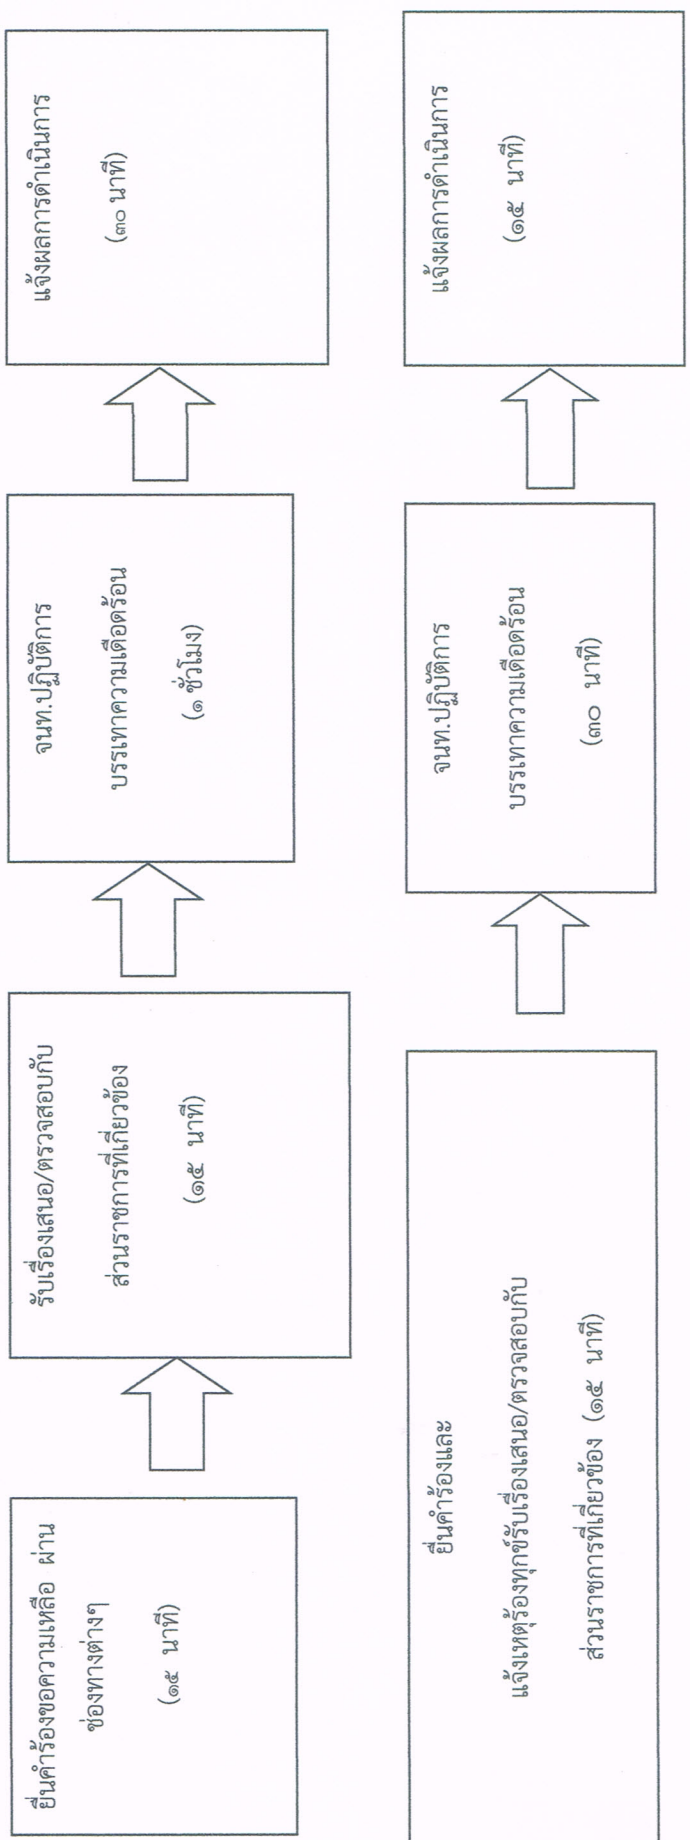 ยื่นคำร้องขอความเหลือ ผ่าน
ช่องทางต่างๆ
(๑๕ นาที)
รับเรื่องเสนอ/ตรวจสอบกับ
ส่วนราชการที่เกี่ยวข้อง
(๑๕ นาที)
จนท.ปฏิบัติการ
บรรเทาความเดือดร้อน
(๑ ชั่วโมง)
แจ้งผลการดำเนินการ
(๓๐ นาที)
ยื่นคำร้องและ
แจ้งเหตุร้องทุกข์รับเรื่องเสนอ/ตรวจสอบกับ
ส่วนราชการที่เกี่ยวข้อง (๑๕ นาที)
จนท.ปฏิบัติการ
บรรเทาความเดือดร้อน
(๓๐ นาที)
แจ้งผลการดำเนินการ
(๑๕ นาที)